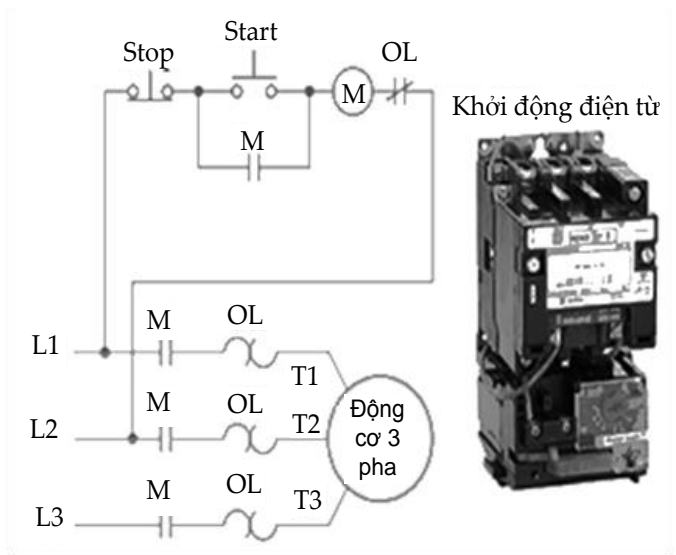 Start
Stop
OL
M
Khởi động điện từ
M
M
OL
L1
T1
M
OL
L2
T2
Động
cơ 3
pha
M
OL
T3
L3